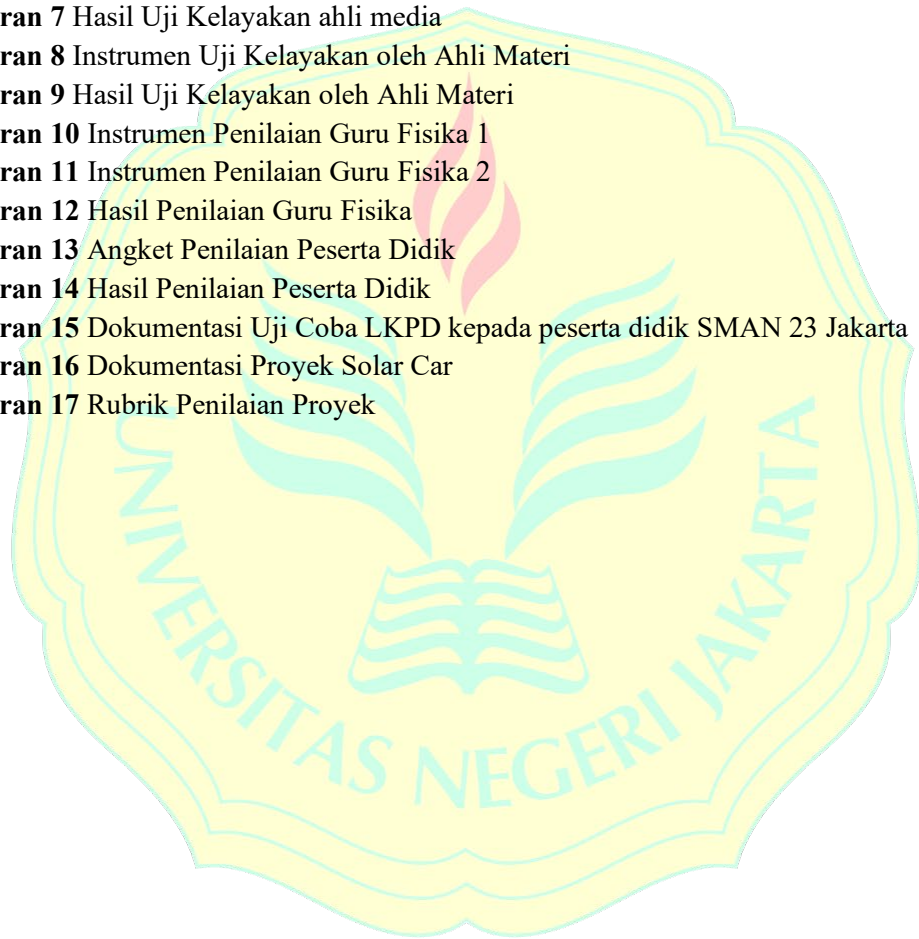 ran 7 Hasil Uji Kelayakan ahli media
ran 8 Instrumen Uji Kelayakan oleh Ahli Materi
ran 9 Hasil Uji Kelayakan oleh Ahli Materi
ran 10 Instrumen Penilaian Guru Fisika 1
ran 11 Instrumen Penilaian Guru Fisika 2
ran 12 Hasil Penilaian Guru Fisika
ran 13 Angket Penilaian Peserta Didik
ran 14 Hasil Penilaian Peserta Didik
ran 15 Dokumentasi Uji Coba LKPD kepada peserta didik SMAN 23 Jakarta
ran 16 Dokumentasi Proyek Solar Car
ran 17 Rubrik Penilaian Proyek
UNIVERSITAS NEGERI JAKARTA